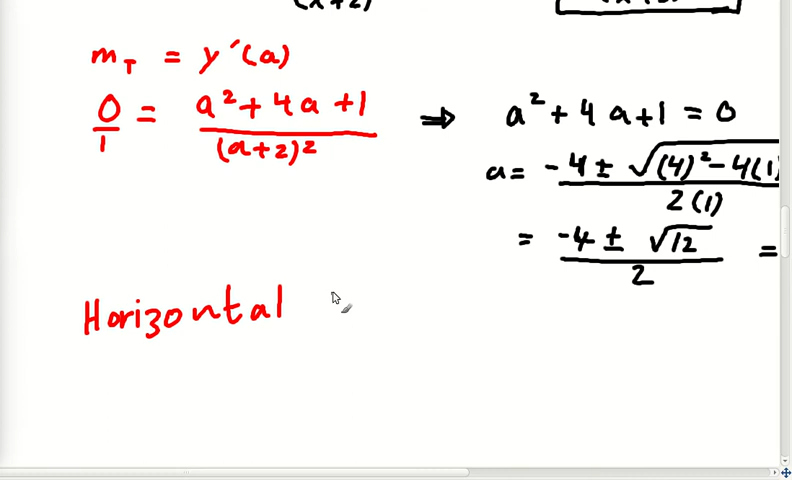 (x+2)
m_T = y'(a)
0/1 = (a² + 4a + 1)/(a+2)² ⇒ a² + 4a + 1 = 0
a = (-4 ± √((4)² - 4(1)/2(1)
= (-4 ± √12)/2 =
Horizontal